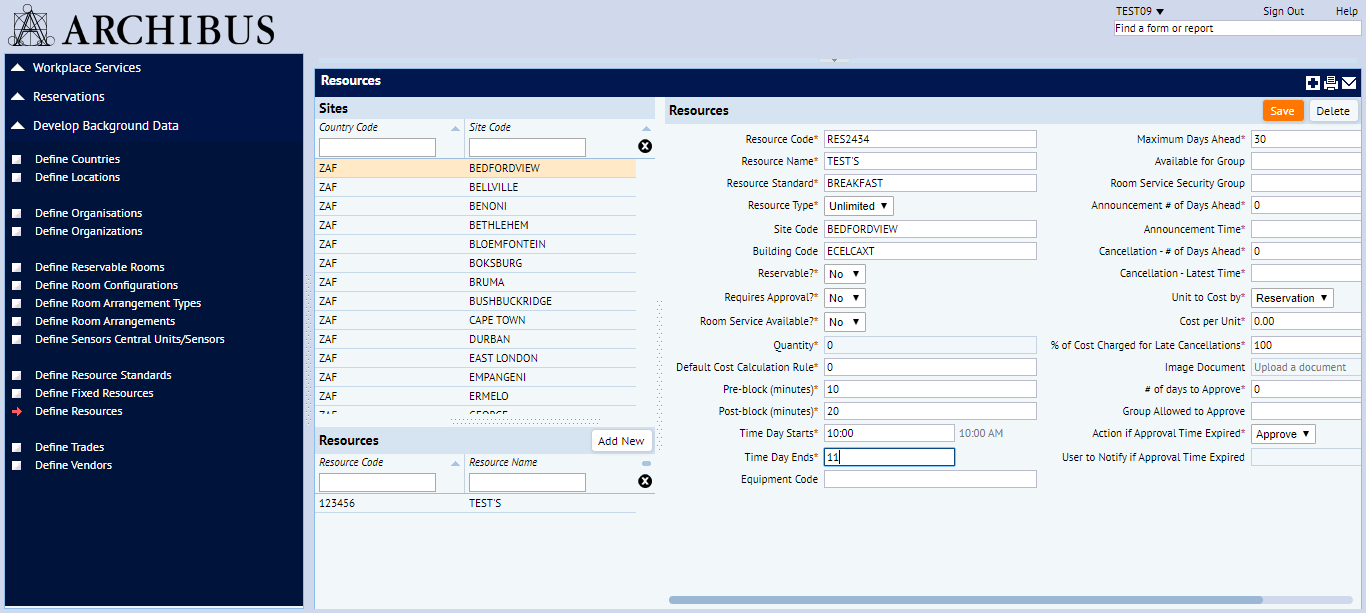 ARCHIBUS
TEST09 ▼ Sign Out Help
Find a form or report
Workplace Services
Reservations
Develop Background Data
Define Countries
Define Locations
Define Organisations
Define Organizations
Define Reservable Rooms
Define Room Configurations
Define Room Arrangement Types
Define Room Arrangements
Define Sensors Central Units/Sensors
Define Resource Standards
Define Fixed Resources
Define Resources
Define Trades
Define Vendors
Resources
Sites
Country Code Site Code
ZAF BEDFORDVIEW
ZAF BELLVILLE
ZAF BENONI
ZAF BETHLEHEM
ZAF BLOEMFONTEIN
ZAF BOKSBURG
ZAF BRUMA
ZAF BUSHBUCKRIDGE
ZAF CAPE TOWN
ZAF DURBAN
ZAF EAST LONDON
ZAF EMPANGENI
ZAF ERMELO
ZAF GEORGE
Resources Add New
Resource Code Resource Name
123456 TEST'S
Resources Save Delete
Resource Code* RES2434
Resource Name* TEST'S
Resource Standard* BREAKFAST
Resource Type* Unlimited ▼
Site Code BEDFORDVIEW
Building Code ECELCAXT
Reservable?* No ▼
Requires Approval?* No ▼
Room Service Available?* No ▼
Quantity* 0
Default Cost Calculation Rule* 0
Pre-block (minutes)* 10
Post-block (minutes)* 20
Time Day Starts* 10:00 10:00 AM
Time Day Ends* 11
Equipment Code
Maximum Days Ahead* 30
Available for Group
Room Service Security Group
Announcement # of Days Ahead* 0
Announcement Time*
Cancellation - # of Days Ahead* 0
Cancellation - Latest Time*
Unit to Cost by* Reservation ▼
Cost per Unit* 0.00
% of Cost Charged for Late Cancellations* 100
Image Document Upload a document
# of days to Approve* 0
Group Allowed to Approve
Action if Approval Time Expired* Approve ▼
User to Notify if Approval Time Expired